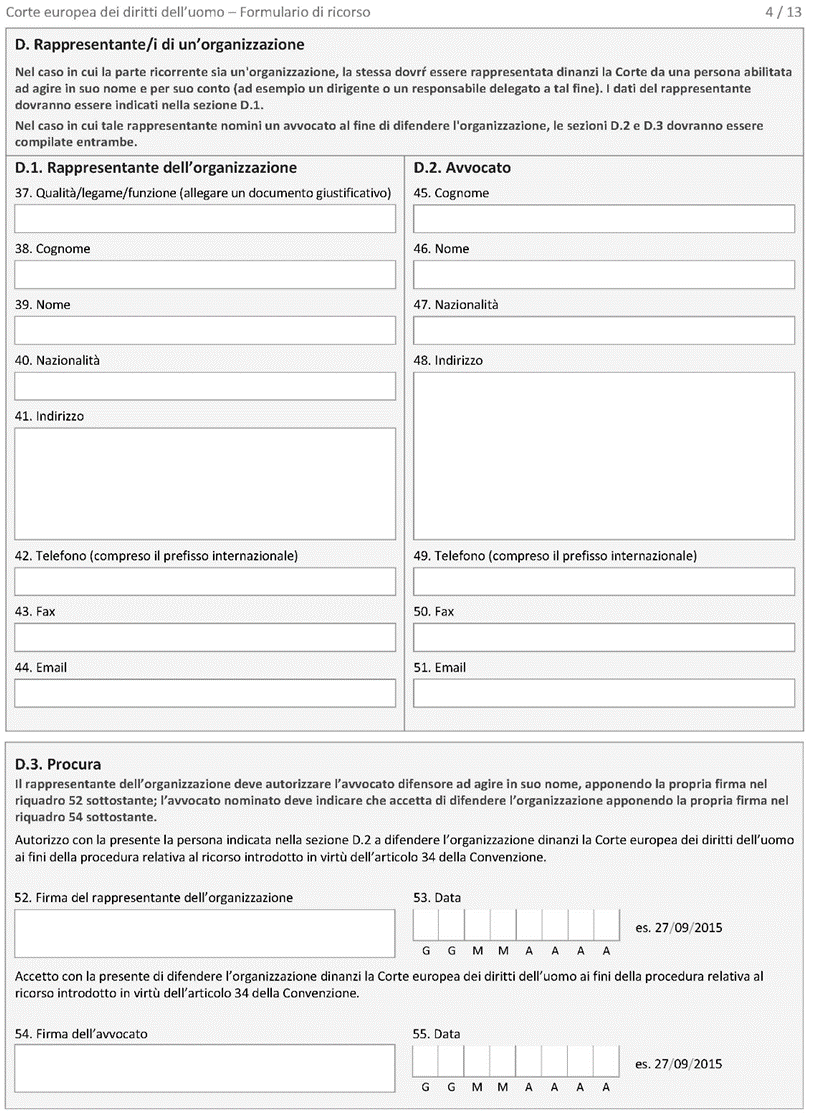 Corte europea dei diritti dell'uomo – Formulario di ricorso
4 / 13
D. Rappresentante/i di un'organizzazione
Nel caso in cui la parte ricorrente sia un'organizzazione, la stessa dovrŕ essere rappresentata dinanzi la Corte da una persona abilitata
ad agire in suo nome e per suo conto (ad esempio un dirigente o un responsabile delegato a tal fine). I dati del rappresentante
dovranno essere indicati nella sezione D.1.
Nel caso in cui tale rappresentante nomini un avvocato al fine di difendere l'organizzazione, le sezioni D.2 e D.3 dovranno essere
compilate entrambe.
D.1. Rappresentante dell'organizzazione
37. Qualità/legame/funzione (allegare un documento giustificativo)
38. Cognome
39. Nome
40. Nazionalità
41. Indirizzo
42. Telefono (compreso il prefisso internazionale)
43. Fax
44. Email
D.2. Avvocato
45. Cognome
46. Nome
47. Nazionalità
48. Indirizzo
49. Telefono (compreso il prefisso internazionale)
50. Fax
51. Email
D.3. Procura
Il rappresentante dell'organizzazione deve autorizzare l'avvocato difensore ad agire in suo nome, apponendo la propria firma nel
riquadro 52 sottostante; l'avvocato nominato deve indicare che accetta di difendere l'organizzazione apponendo la propria firma nel
riquadro 54 sottostante.
Autorizzo con la presente la persona indicata nella sezione D.2 a difendere l'organizzazione dinanzi la Corte europea dei diritti dell'uomo
ai fini della procedura relativa al ricorso introdotto in virtù dell'articolo 34 della Convenzione.
52. Firma del rappresentante dell'organizzazione
53. Data
es. 27/09/2015
G G M M A A A A
Accetto con la presente di difendere l'organizzazione dinanzi la Corte europea dei diritti dell'uomo ai fini della procedura relativa al
ricorso introdotto in virtù dell'articolo 34 della Convenzione.
54. Firma dell'avvocato
55. Data
es. 27/09/2015
G G M M A A A A